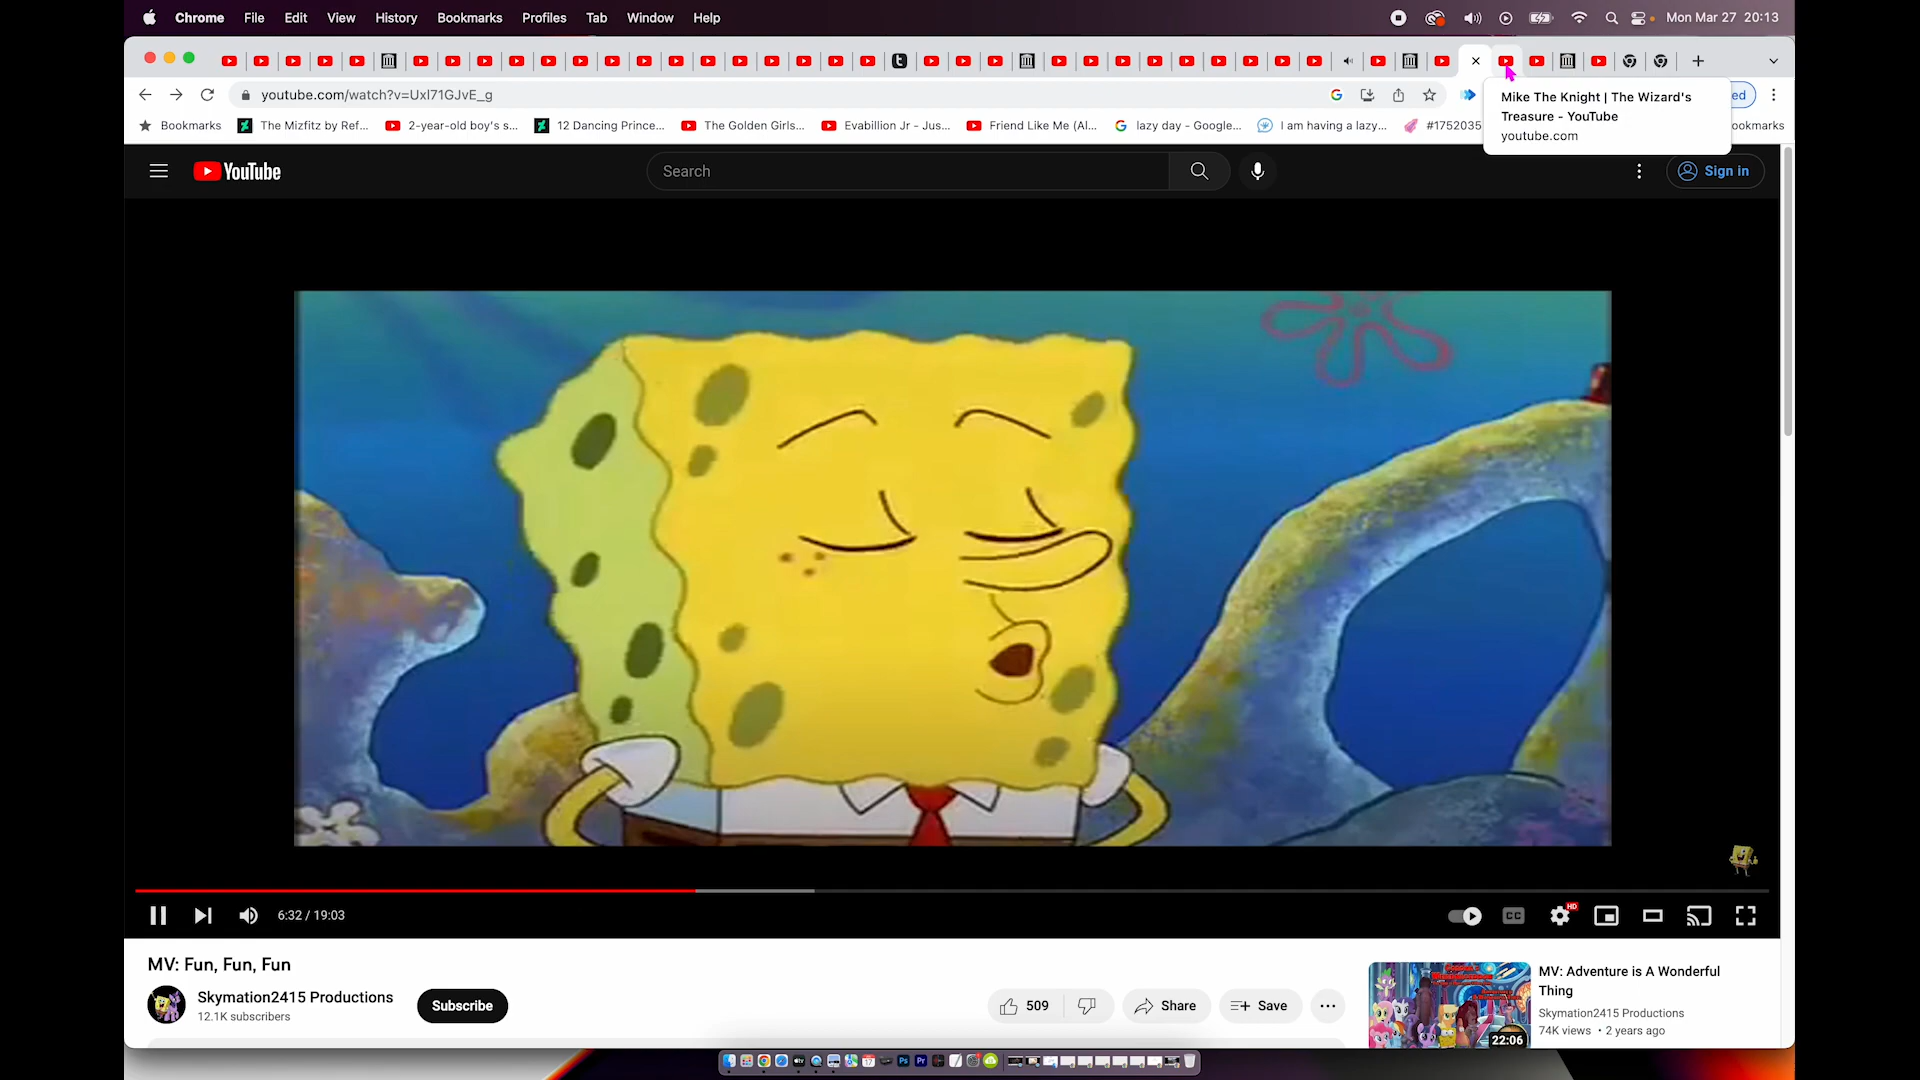 Chrome File Edit View History Bookmarks Profiles Tab Window Help Mon Mar 27 20:13
youtube.com/watch?v=UxI71GJvE_g
Mike The Knight | The Wizard's
Treasure - YouTube
youtube.com
ed
Bookmarks The Mizfitz by Ref... 2-year-old boy's s... 12 Dancing Prince... The Golden Girls... Evabillion Jr - Jus... Friend Like Me (Al... lazy day - Google... I am having a lazy... #1752035 ookmarks
YouTube Search Sign in
6:32 / 19:03 CC HD
MV: Fun, Fun, Fun
Skymation2415 Productions
12.1K subscribers
Subscribe
509 Share Save
MV: Adventure is A Wonderful
Thing
Skymation2415 Productions
74K views • 2 years ago
22:06